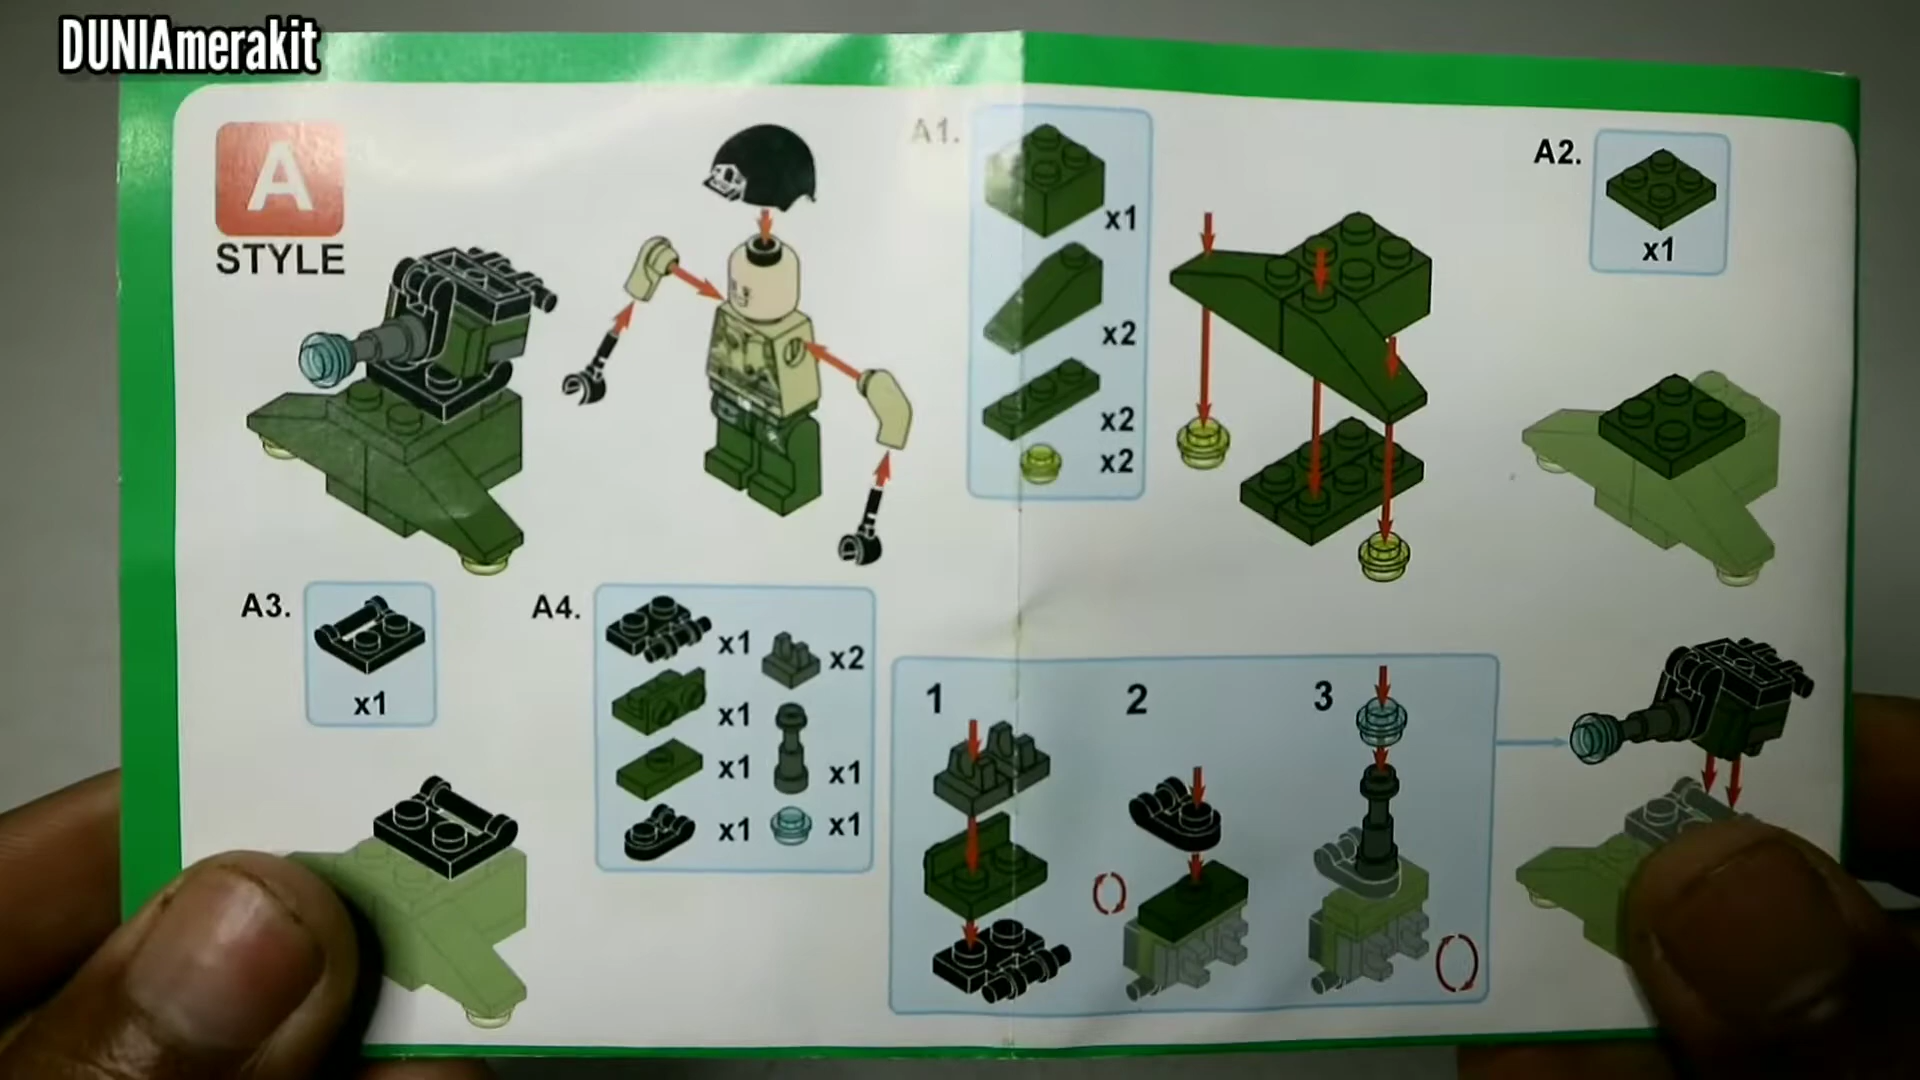 DUNIAmerakit
A
STYLE
A1.
x1
x2
x2
x2
A2.
x1
A3.
x1
A4.
x1
x2
x1
x1
x1
x1
x1
1
2
3